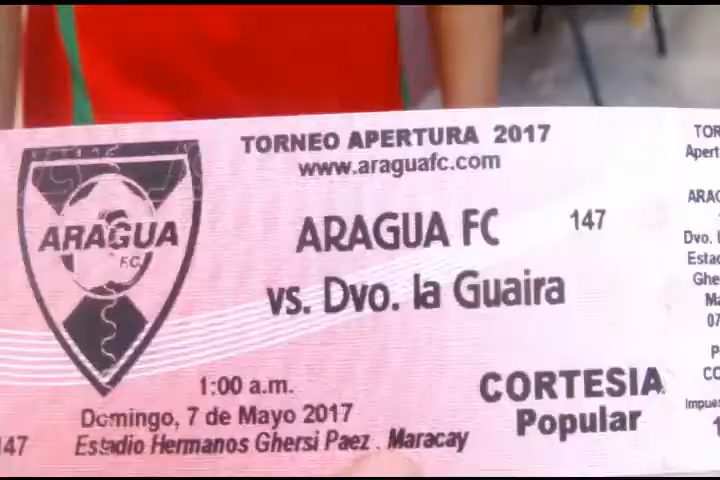 TORNEO APERTURA 2017
www.araguafc.com
ARAGUA
F.C.
ARAGUA FC
147
vs. Dvo. la Guaira
1:00 a.m.
Domingo, 7 de Mayo 2017
Estadio Hermanos Ghersi Paez . Maracay
CORTESIA
Popular
147
TOR
Apert
ARAG
Dvo. l
Esta
Ghe
Ma
07
P
CO
Impues
1